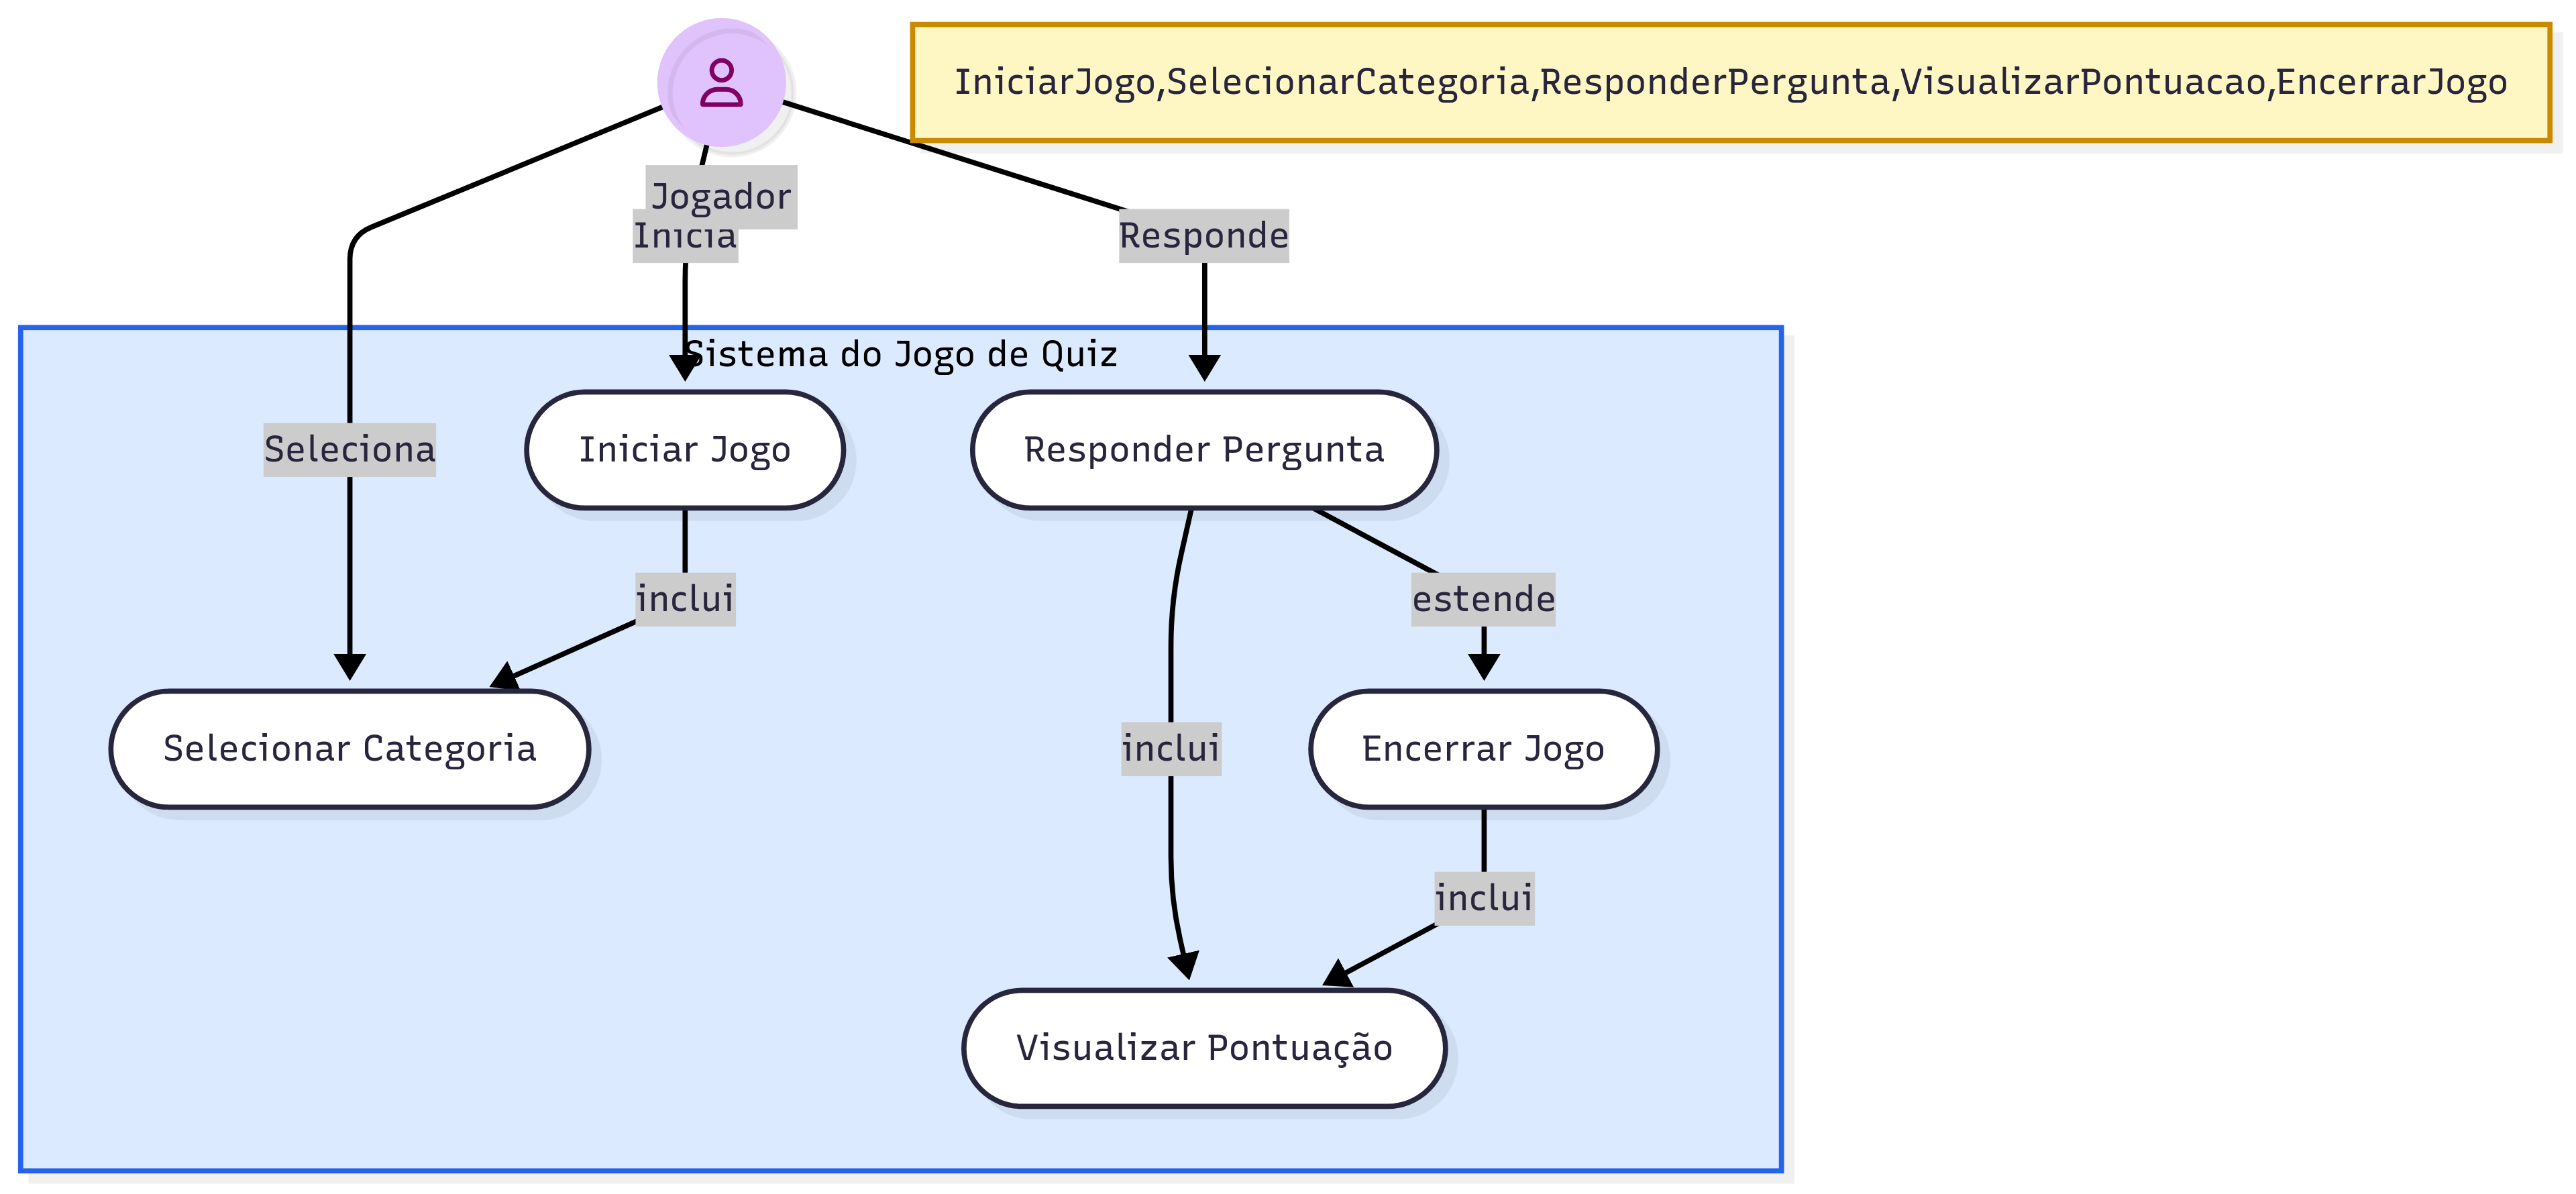 IniciarJogo,SelecionarCategoria,ResponderPergunta,VisualizarPontuacao,EncerrarJogo
Jogador
Inicia
Responde
Sistema do Jogo de Quiz
Seleciona
Iniciar Jogo
Responder Pergunta
inclui
estende
Selecionar Categoria
inclui
Encerrar Jogo
inclui
Visualizar Pontuação